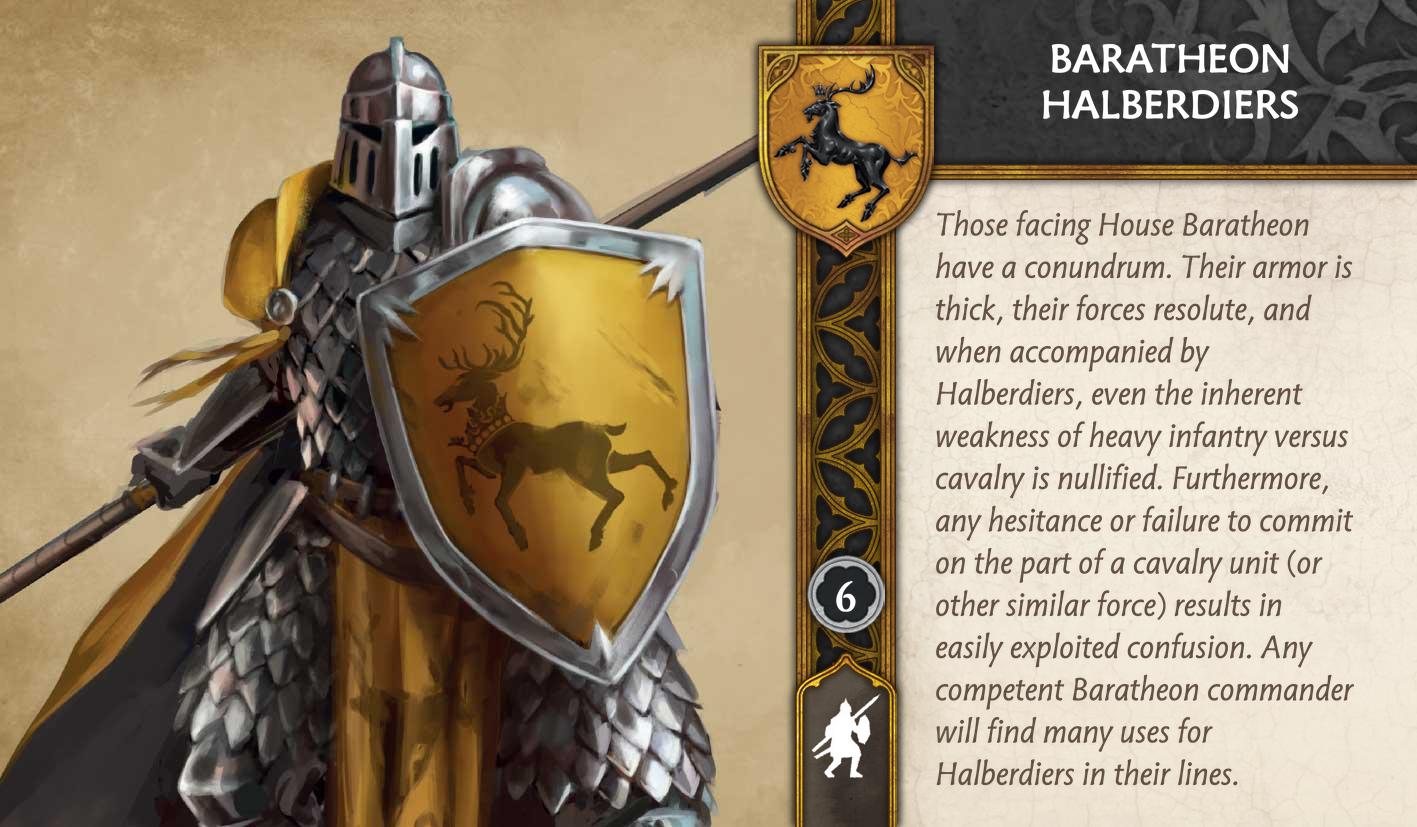 BARATHEON
HALBERDIERS
Those facing House Baratheon
have a conundrum. Their armor is
thick, their forces resolute, and
when accompanied by
Halberdiers, even the inherent
weakness of heavy infantry versus
cavalry is nullified. Furthermore,
any hesitance or failure to commit
on the part of a cavalry unit (or
other similar force) results in
easily exploited confusion. Any
competent Baratheon commander
will find many uses for
Halberdiers in their lines.
6